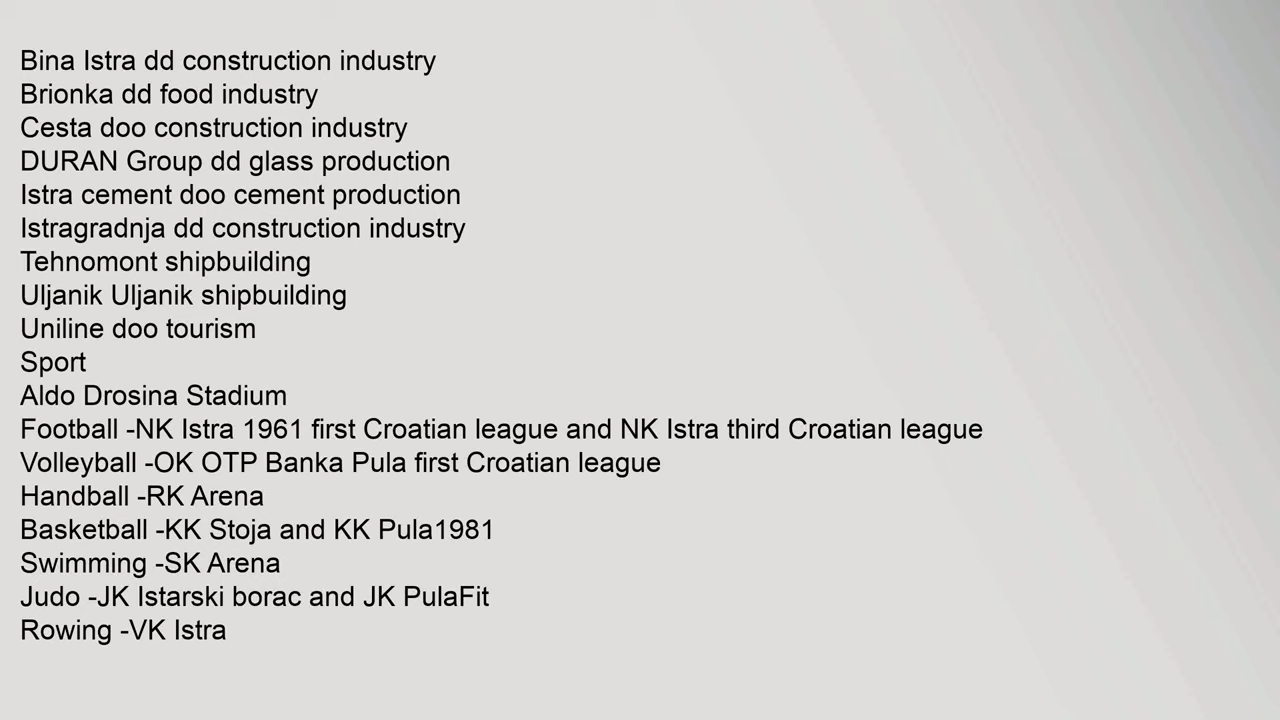 Bina Istra dd construction industry
Brionka dd food industry
Cesta doo construction industry
DURAN Group dd glass production
Istra cement doo cement production
Istragradnja dd construction industry
Tehnomont shipbuilding
Uljanik Uljanik shipbuilding
Uniline doo tourism
Sport
Aldo Drosina Stadium
Football -NK Istra 1961 first Croatian league and NK Istra third Croatian league
Volleyball -OK OTP Banka Pula first Croatian league
Handball -RK Arena
Basketball -KK Stoja and KK Pula1981
Swimming -SK Arena
Judo -JK Istarski borac and JK PulaFit
Rowing -VK Istra